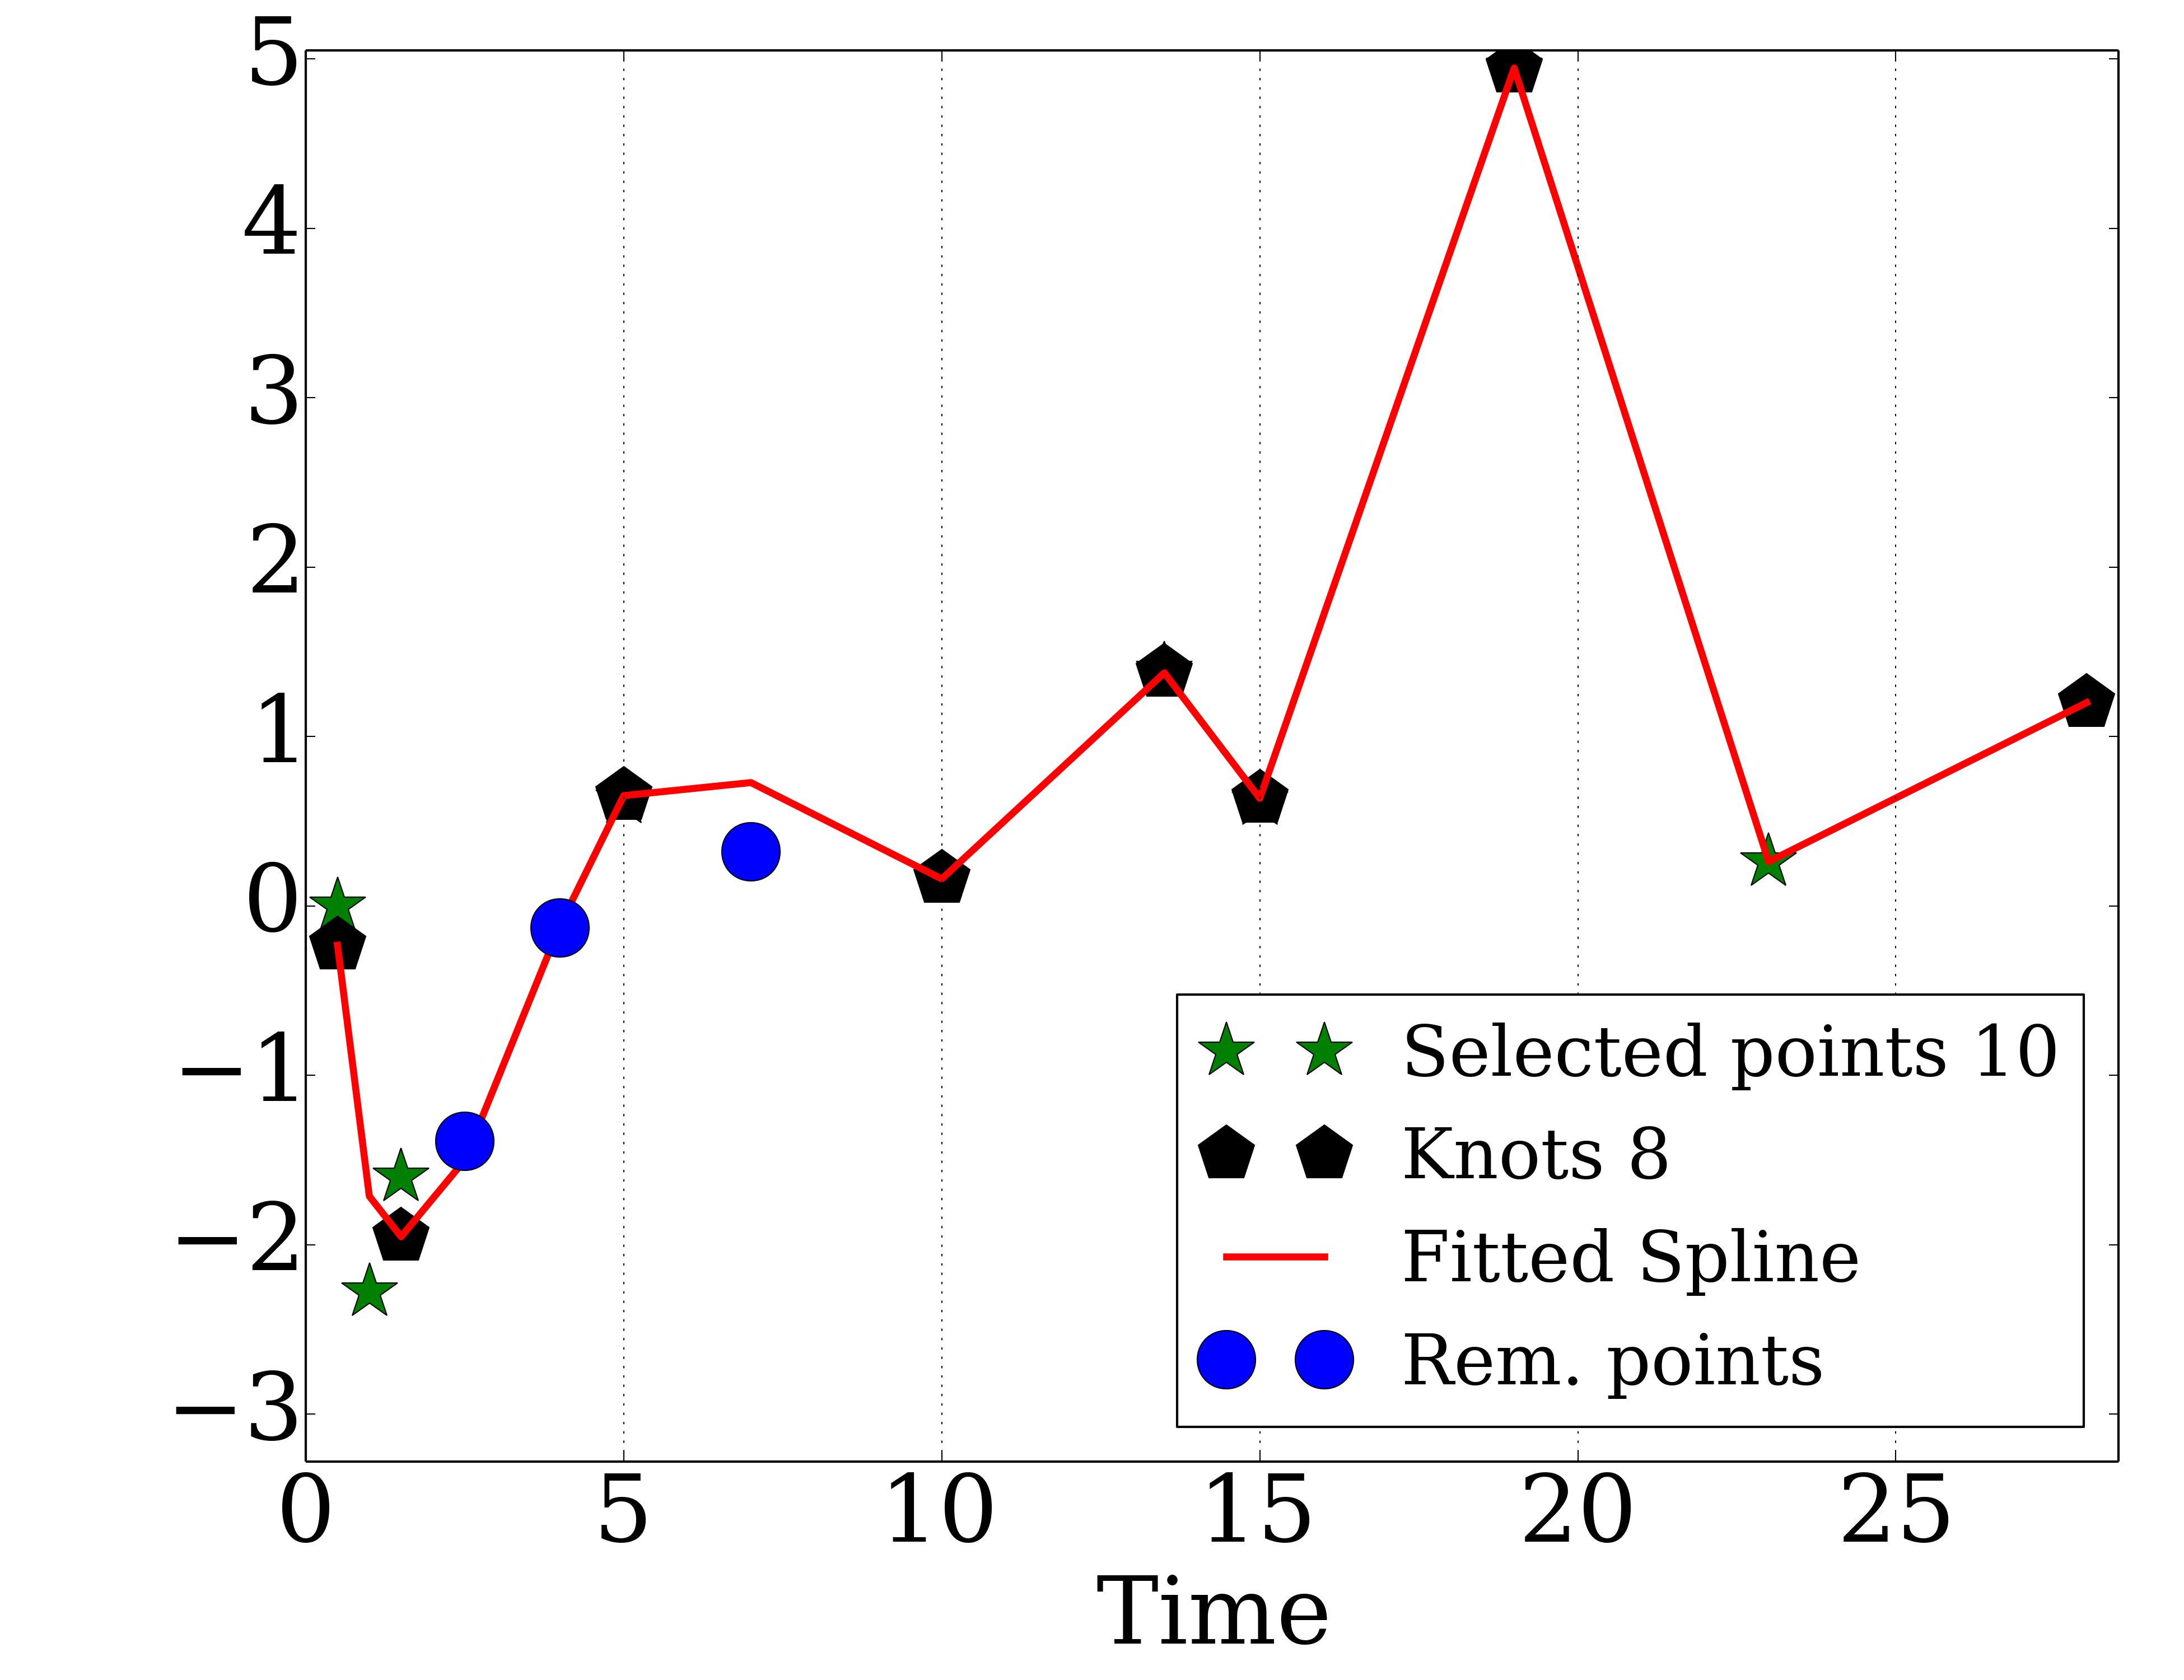 5
4
3
2
1
0
−1
−2
−3
Selected points 10
Knots 8
Fitted Spline
Rem. points
0 5 10 15 20 25
Time